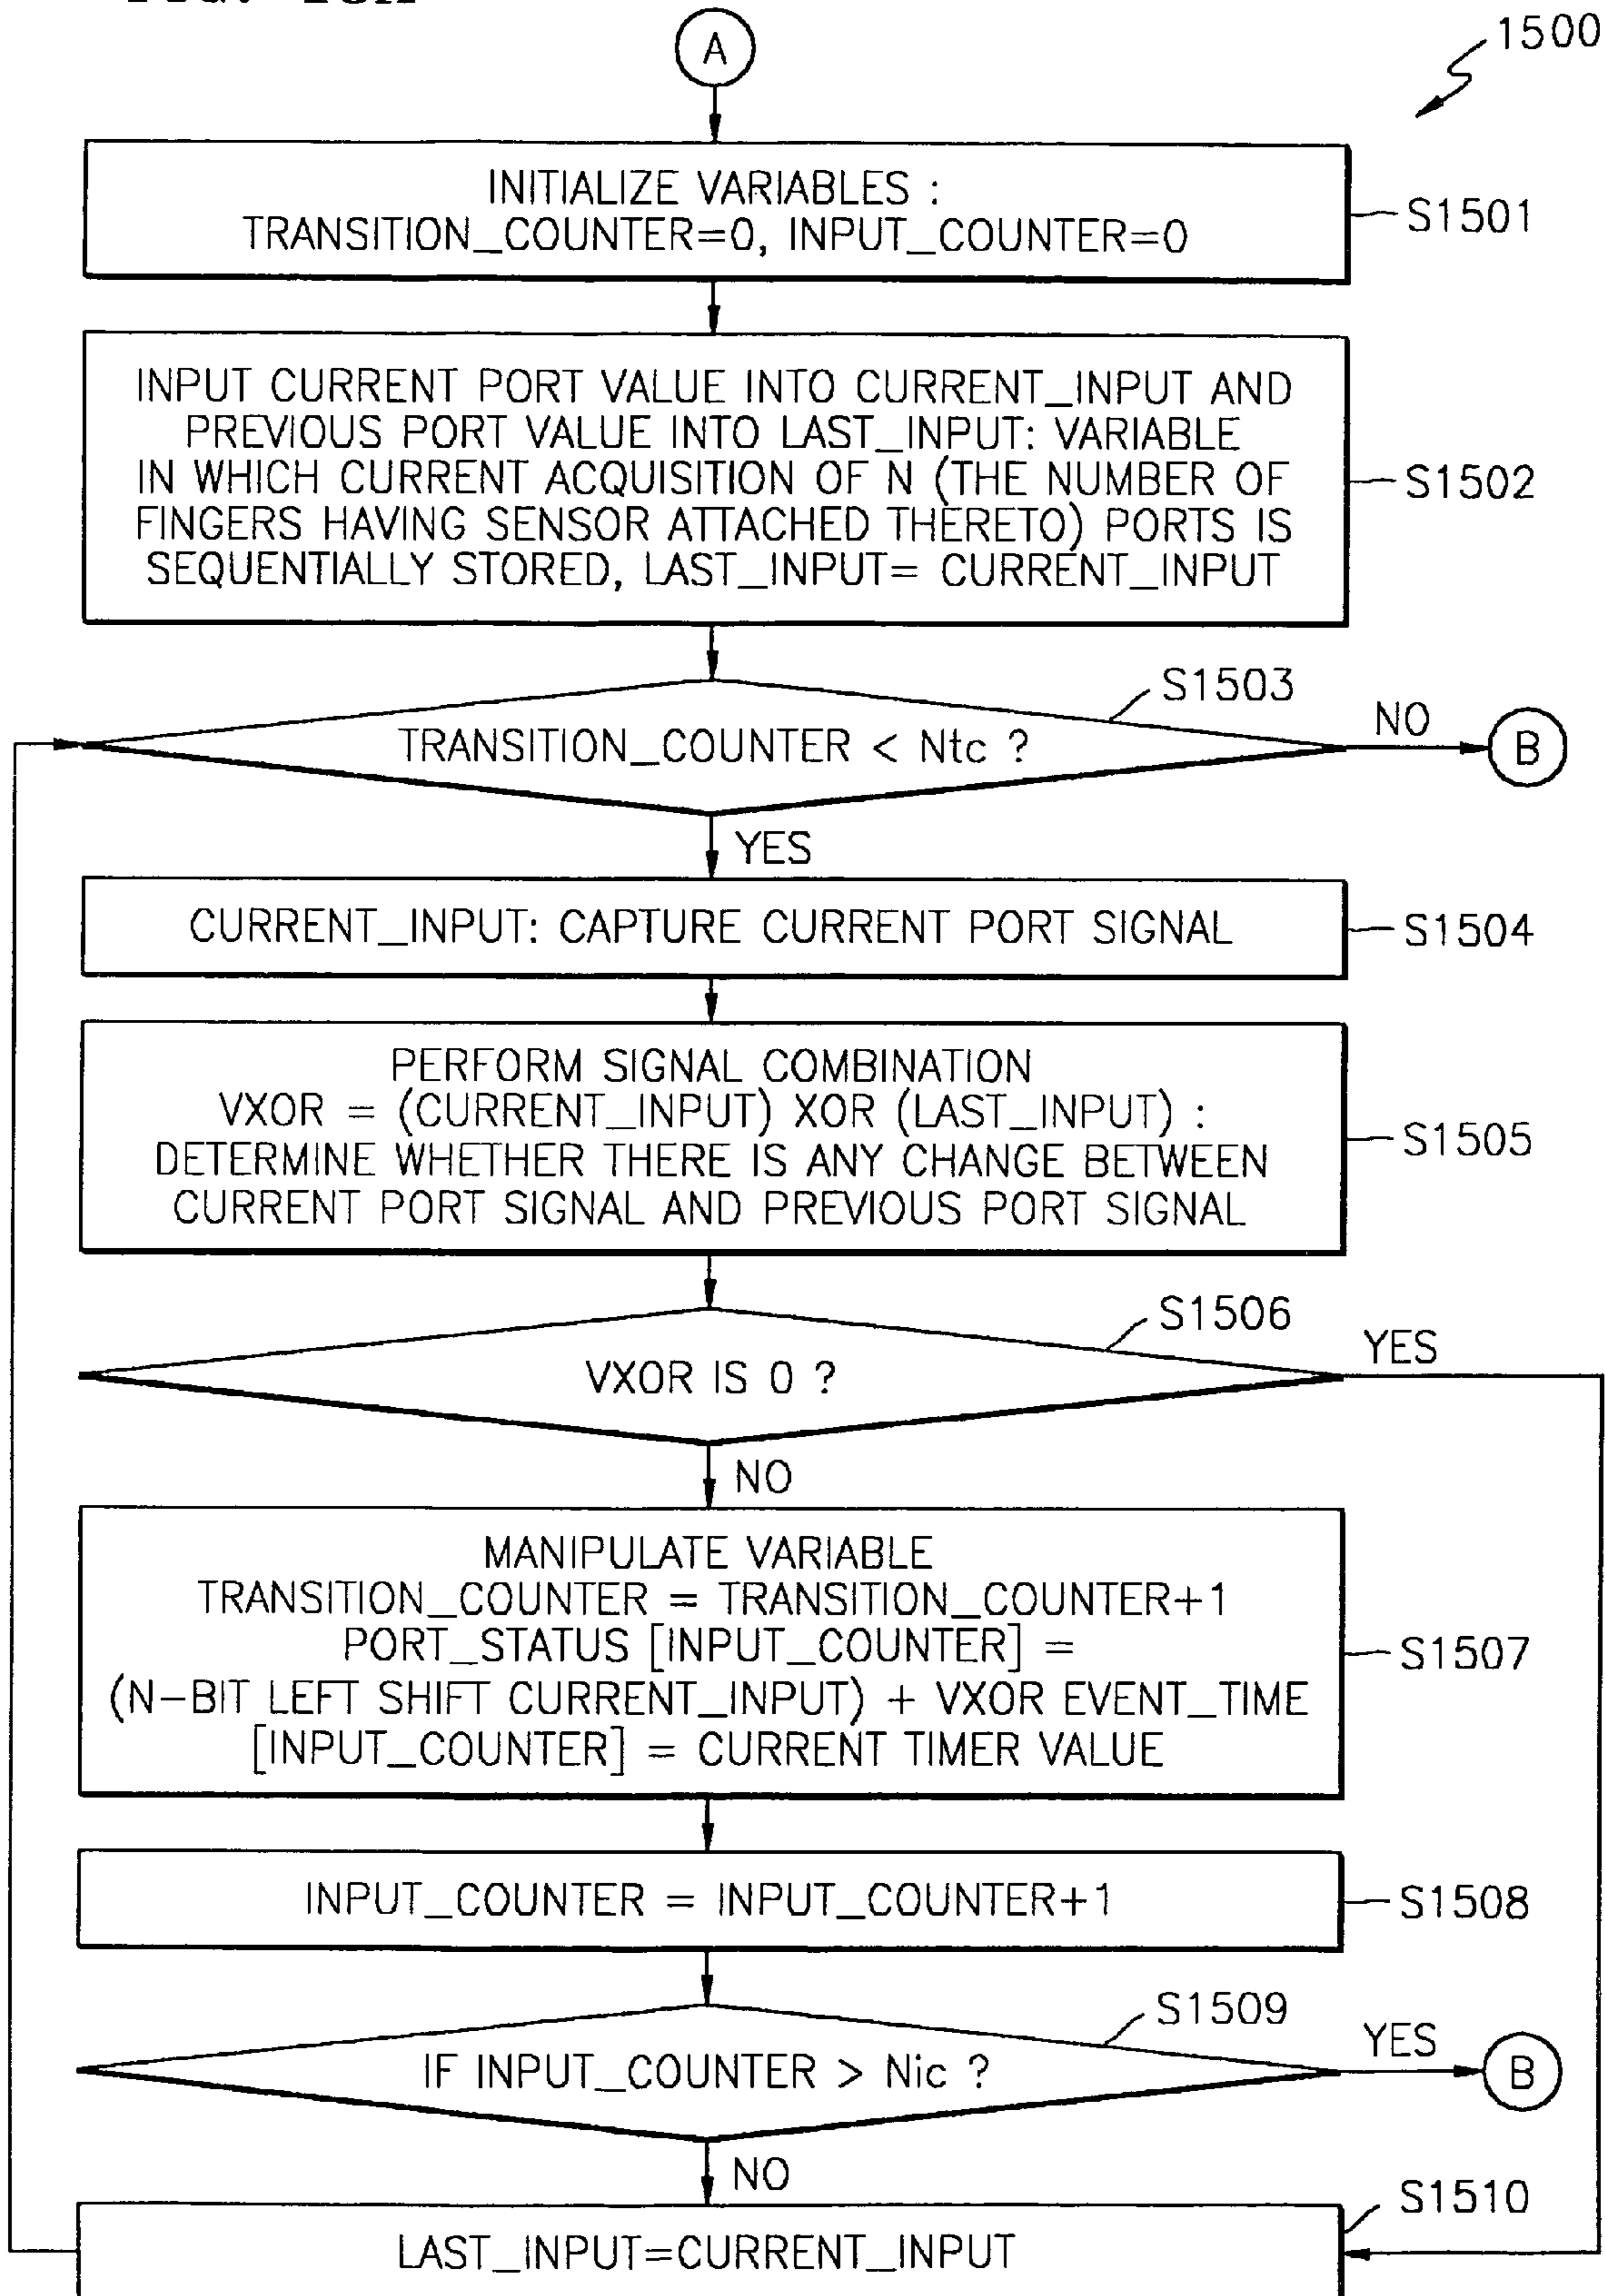 A
1500
INITIALIZE VARIABLES :
TRANSITION_COUNTER=0, INPUT_COUNTER=0
S1501
INPUT CURRENT PORT VALUE INTO CURRENT_INPUT AND
PREVIOUS PORT VALUE INTO LAST_INPUT: VARIABLE
IN WHICH CURRENT ACQUISITION OF N (THE NUMBER OF
FINGERS HAVING SENSOR ATTACHED THERETO) PORTS IS
SEQUENTIALLY STORED, LAST_INPUT= CURRENT_INPUT
S1502
S1503
TRANSITION_COUNTER < Ntc ?
NO
B
YES
CURRENT_INPUT: CAPTURE CURRENT PORT SIGNAL
S1504
PERFORM SIGNAL COMBINATION
VXOR = (CURRENT_INPUT) XOR (LAST_INPUT) :
DETERMINE WHETHER THERE IS ANY CHANGE BETWEEN
CURRENT PORT SIGNAL AND PREVIOUS PORT SIGNAL
S1505
S1506
VXOR IS 0 ?
YES
NO
MANIPULATE VARIABLE
TRANSITION_COUNTER = TRANSITION_COUNTER+1
PORT_STATUS [INPUT_COUNTER] =
(N-BIT LEFT SHIFT CURRENT_INPUT) + VXOR EVENT_TIME
[INPUT_COUNTER] = CURRENT TIMER VALUE
S1507
INPUT_COUNTER = INPUT_COUNTER+1
S1508
S1509
IF INPUT_COUNTER > Nic ?
YES
B
NO
S1510
LAST_INPUT=CURRENT_INPUT